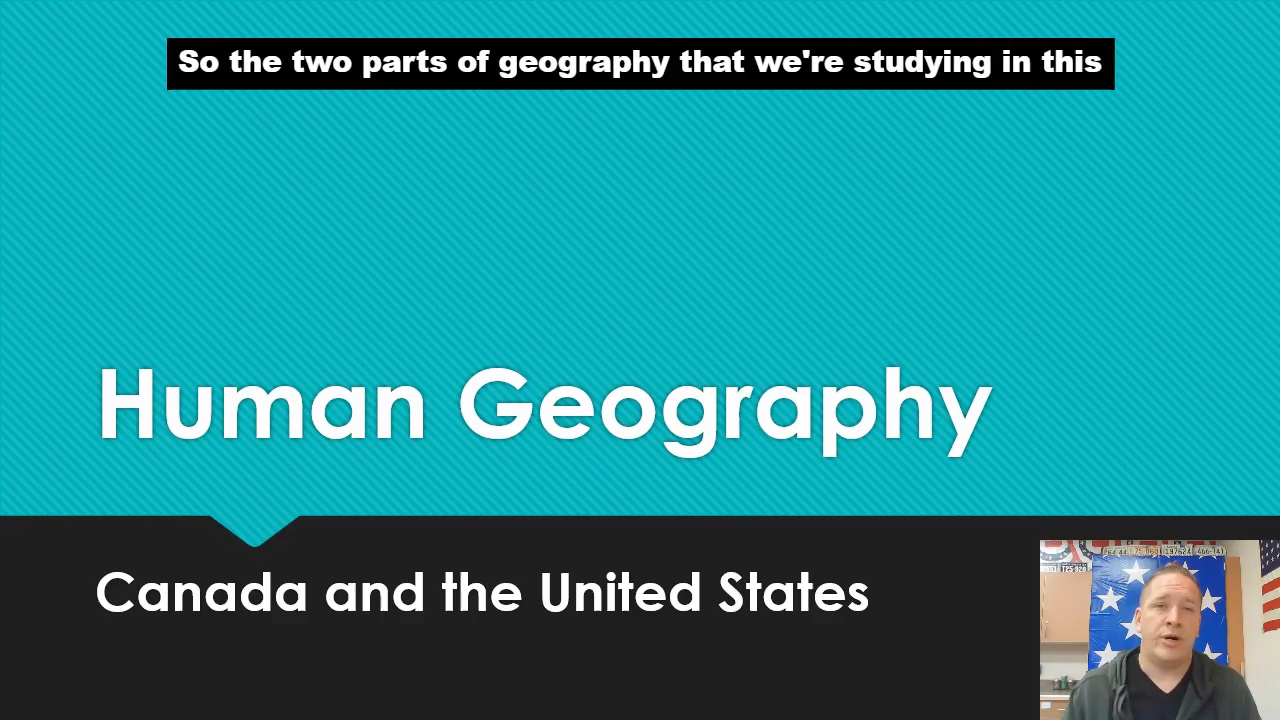 So the two parts of geography that we're studying in this
Human Geography
Canada and the United States